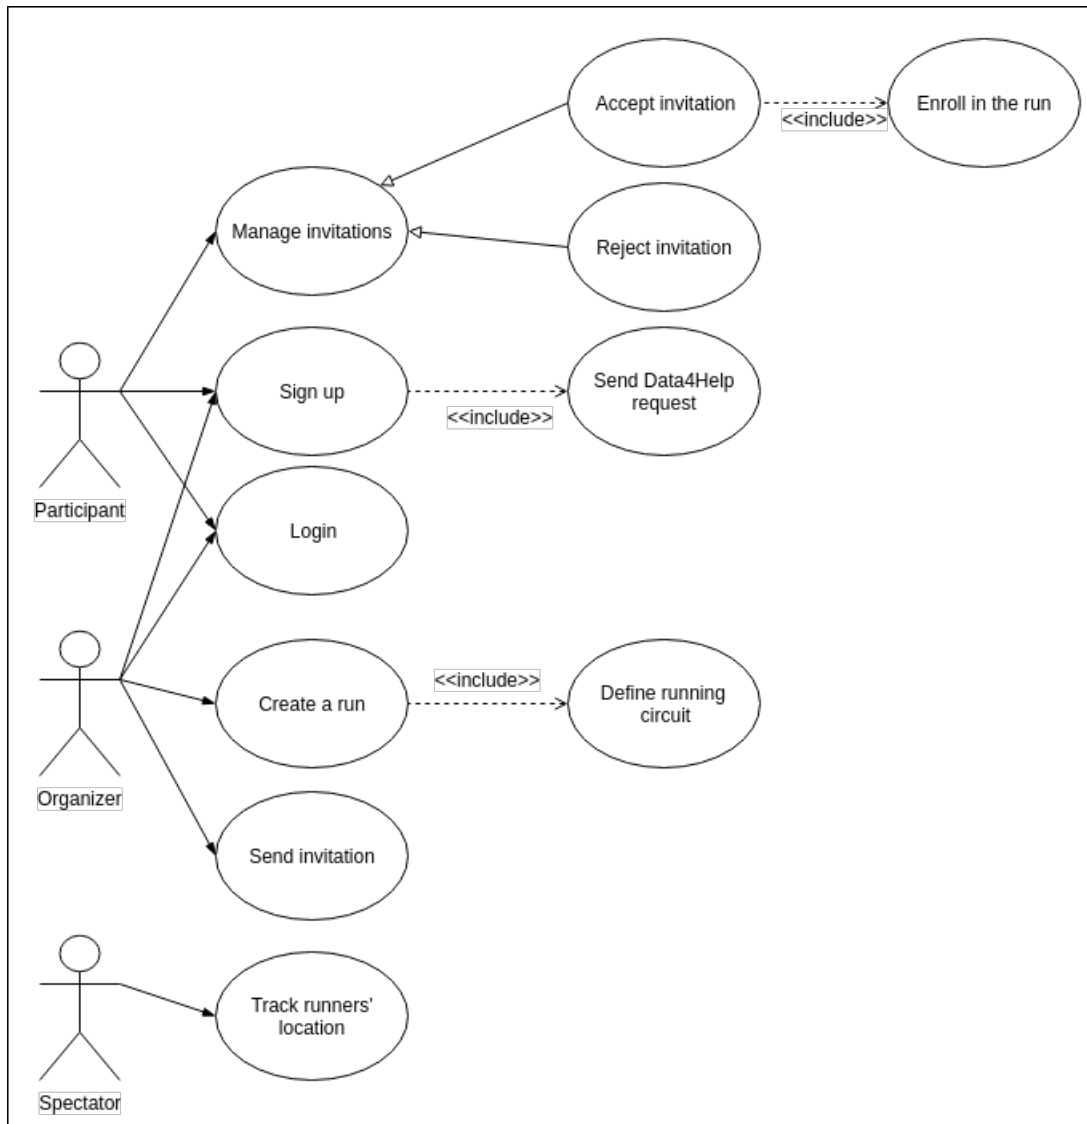 Accept invitation
<<include>>
Enroll in the run
Manage invitations
Reject invitation
Sign up
<<include>>
Send Data4Help
request
Participant
Login
Create a run
<<include>>
Define running
circuit
Organizer
Send invitation
Track runners'
location
Spectator